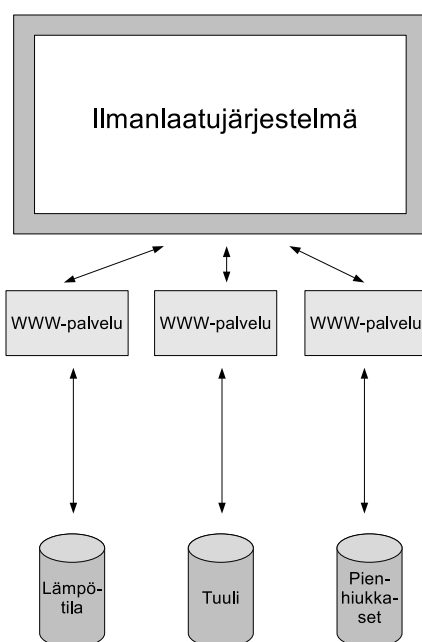 Ilmanlaatujärjestelmä
WWW-palvelu
WWW-palvelu
WWW-palvelu
Lämpö-
tila
Tuuli
Pien-
hiukka-
set